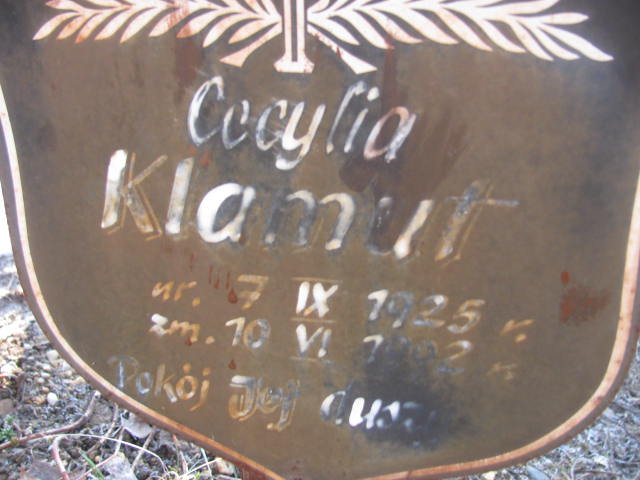 Cecylia
Klamut
ur. 7 IX 1925 r.
zm. 10 VI r.
Pokój Jej